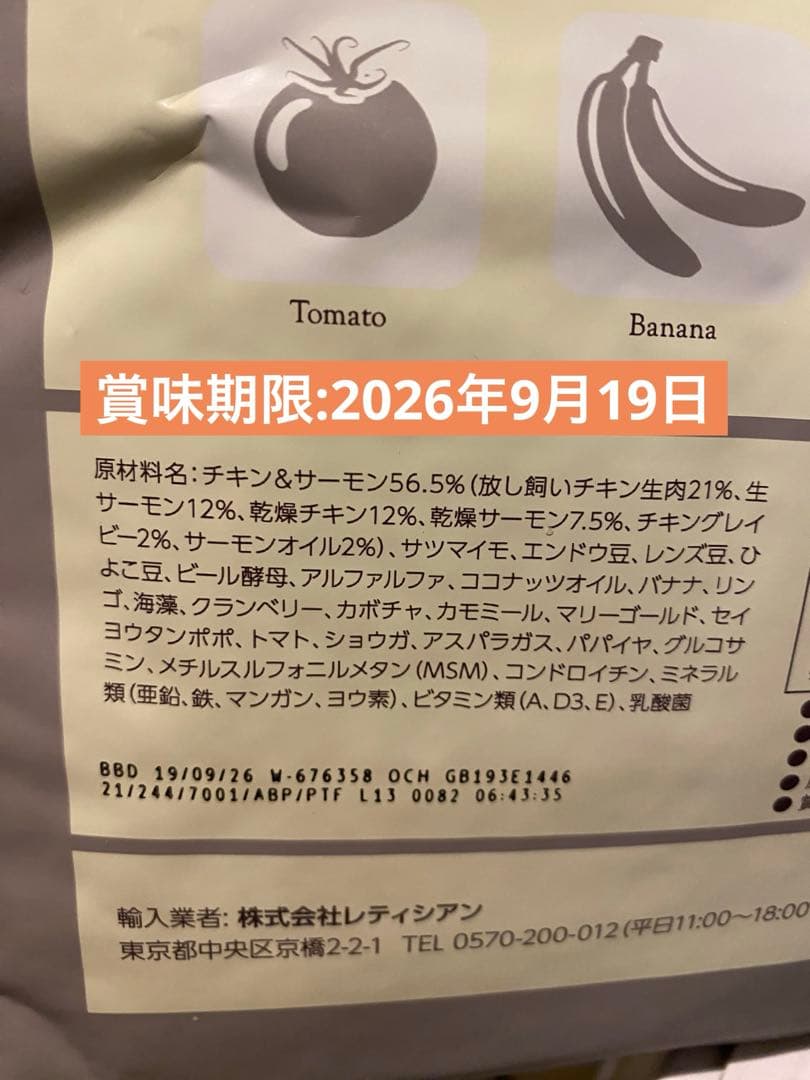 Tomato
Banana
賞味期限:2026年9月19日
原材料名:チキン&サーモン56.5%(放し飼いチキン生肉21%、生
サーモン12%、乾燥チキン12%、乾燥サーモン7.5%、チキングレイ
ビー2%、サーモンオイル2%)、サツマイモ、エンドウ豆、レンズ豆、ひ
よこ豆、ビール酵母、アルファルファ、ココナッツオイル、バナナ、リン
ゴ、海藻、クランベリー、カボチャ、カモミール、マリーゴールド、セイ
ヨウタンポポ、トマト、ショウガ、アスパラガス、パパイヤ、グルコサ
ミン、メチルスルフォニルメタン(MSM)、コンドロイチン、ミネラル
類(亜鉛、鉄、マンガン、ヨウ素)、ビタミン類(A、D3、E)、乳酸菌
BBD 19/09/26 W-676358 OCH GB193E1446
21/244/7001/ABP/PTF L13 0082 06:43:35
輸入業者: 株式会社レティシアン
東京都中央区京橋2-2-1 TEL 0570-200-012(平日11:00〜18:00